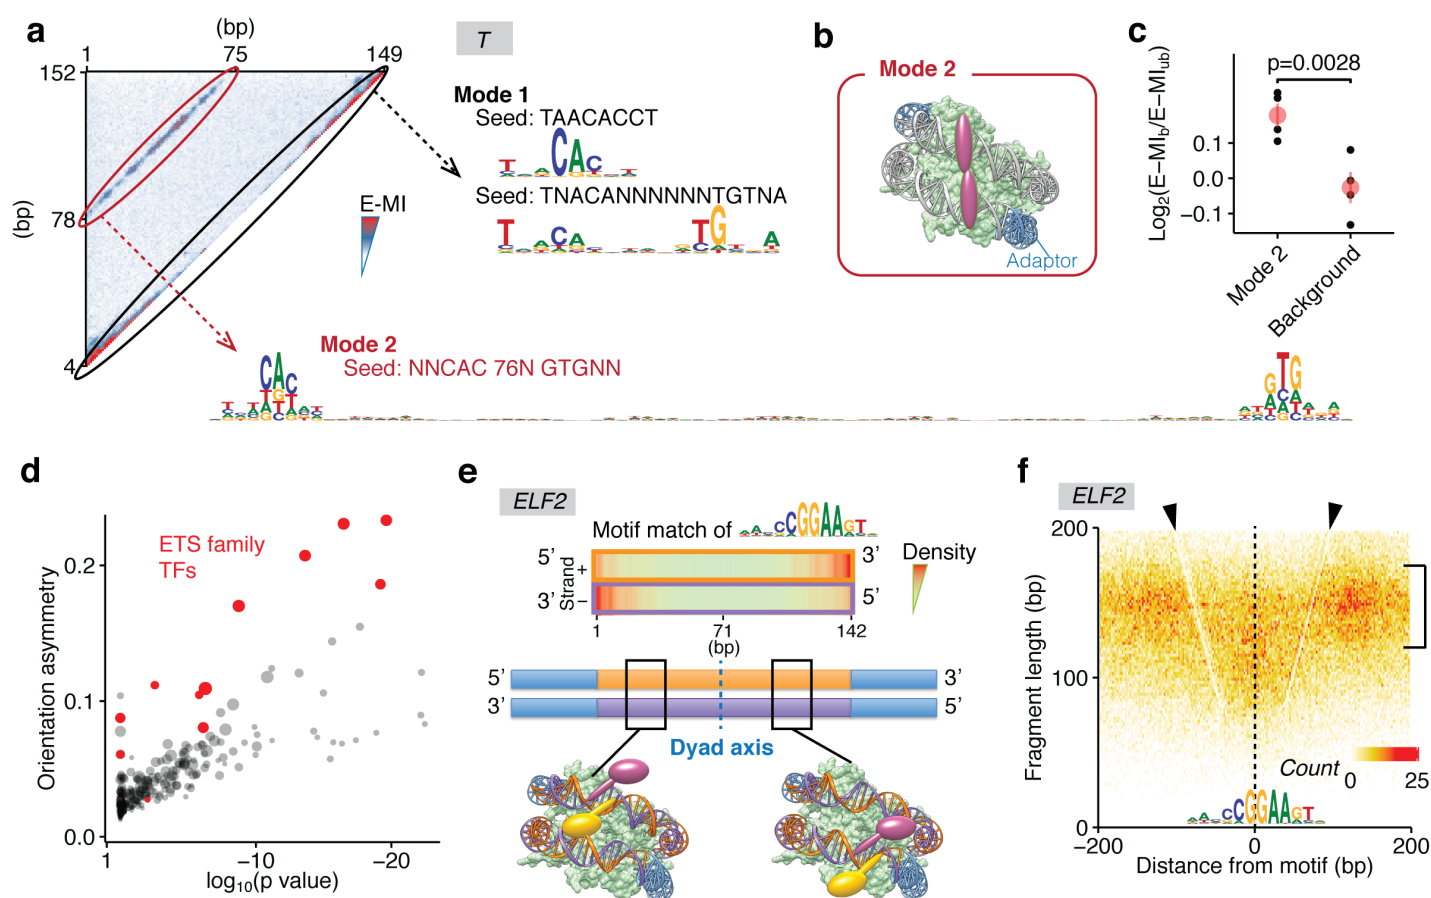 a
(bp)
1 75 149
T
152
78
4
(bp)
E-MI
Mode 1
Seed: TAACACCT
Seed: TNACANNNNNNTGTNA
Mode 2
Seed: NNCAC 76N GTGNN
b
Mode 2
Adaptor
c
p=0.0028
Log2(E−MIb/E−MIub)
0.1
0.0
−0.1
Mode 2
Background
d
ETS family
TFs
Orientation asymmetry
0.2
0.1
0.0
1 −10 −20
log10(p value)
e
ELF2
Motif match of
5’ 3’
Strand
+
−
3’ 5’
Density
1 71 142
(bp)
5’ 3’
3’ 5’
Dyad axis
f
ELF2
Fragment length (bp)
200
100
0
Count
0 25
−200 0 200
Distance from motif (bp)